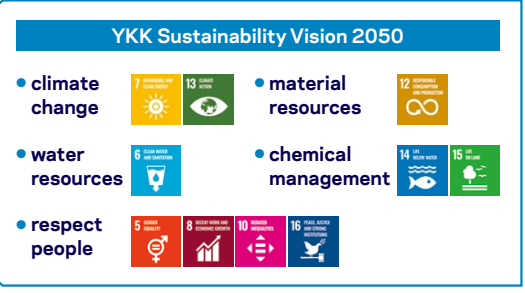 YKK Sustainability Vision 2050
climate
change
7 AFFORDABLE AND
CLEAN ENERGY
13 CLIMATE
ACTION
material
resources
12 RESPONSIBLE
CONSUMPTION
AND PRODUCTION
water
resources
6 CLEAN WATER
AND SANITATION
chemical
management
14 LIFE
BELOW WATER
15 LIFE
ON LAND
respect
people
5 GENDER
EQUALITY
8 DECENT WORK AND
ECONOMIC GROWTH
10 REDUCED
INEQUALITIES
16 PEACE, JUSTICE
AND STRONG
INSTITUTIONS